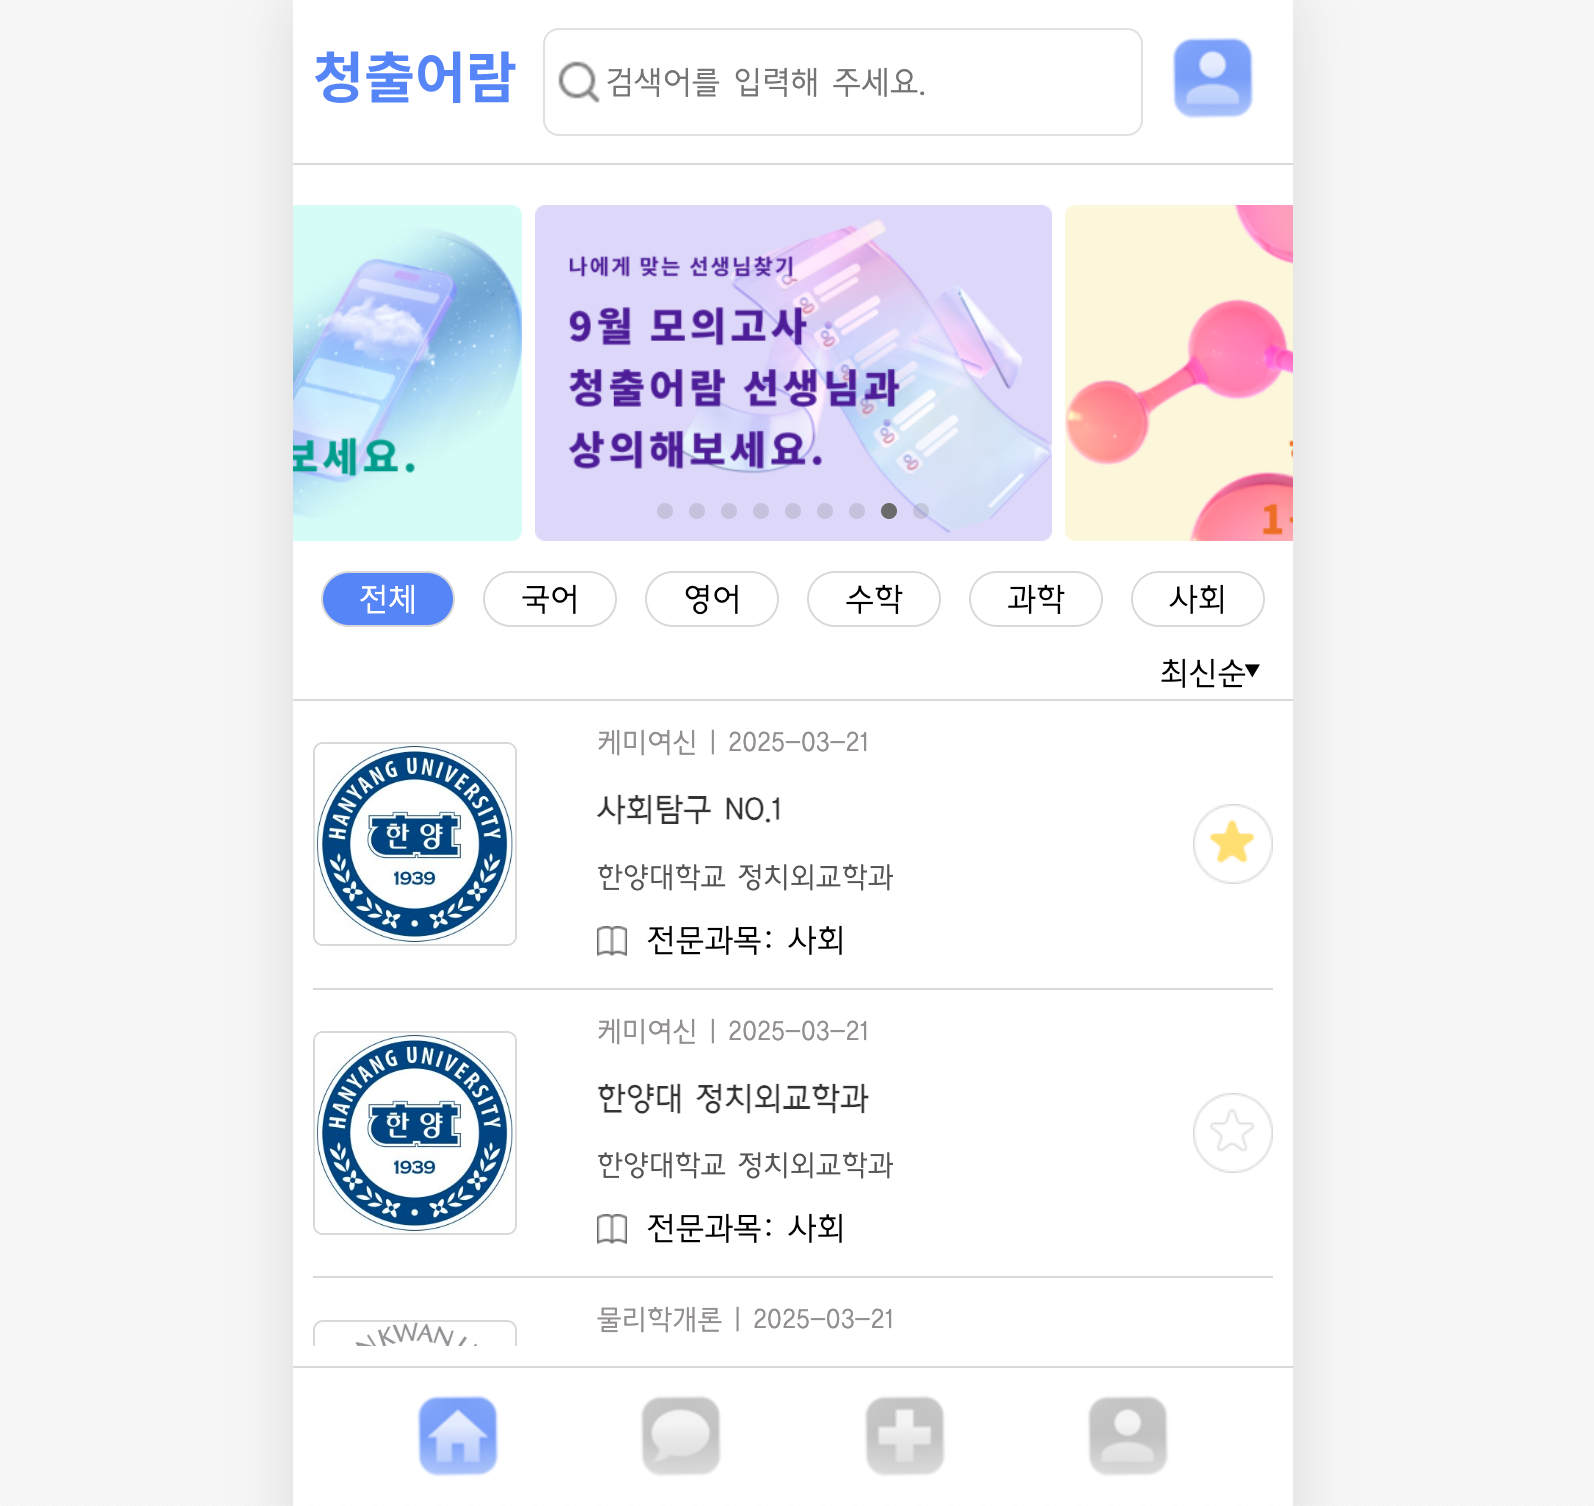 청출어람
검색어를 입력해 주세요.
보세요.
나에게 맞는 선생님찾기
9월 모의고사
청출어람 선생님과
상의해보세요.
전체
국어
영어
수학
과학
사회
최신순▼
케미여신 | 2025-03-21
사회탐구 NO.1
한양대학교 정치외교학과
전문과목: 사회
HANYANG UNIVERSITY
한양
1939
케미여신 | 2025-03-21
한양대 정치외교학과
한양대학교 정치외교학과
전문과목: 사회
HANYANG UNIVERSITY
한양
1939
물리학개론 | 2025-03-21